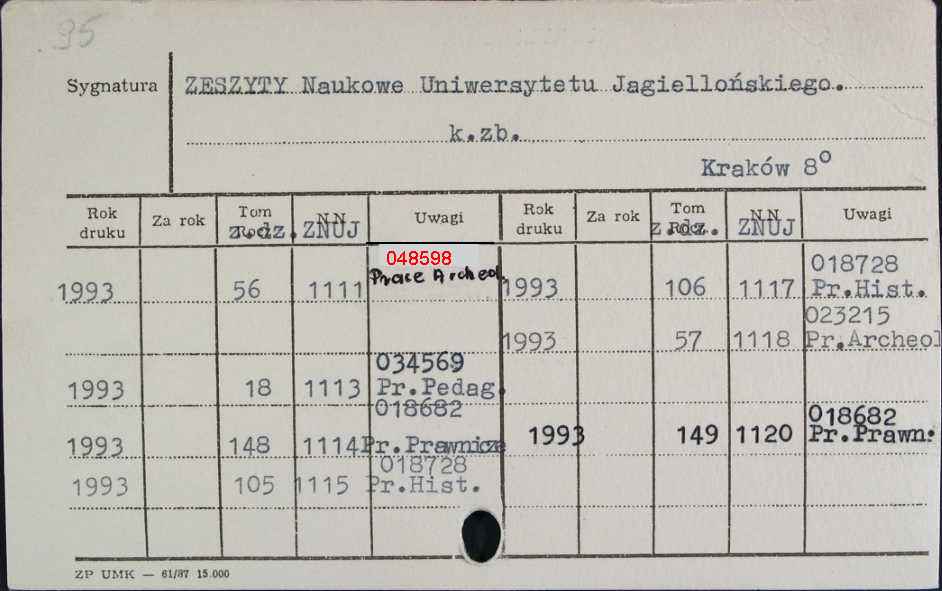 95
Sygnatura ZESZYTY Naukowe Uniwersytetu Jagiellońskiego.
k.zb.
Kraków 8°
Rok druku Za rok Tom z.dz. NN ZNUJ Uwagi Rok druku Za rok Tom z.dz. NN ZNUJ Uwagi
048598 018728
1993 56 1111 Prace Archeol. 1993 106 1117 Pr.Hist.
023215
1993 57 1118 Pr.Archeol
034569
1993 18 1113 Pr.Pedag.
018682 018682
1993 148 1114 Pr.Prawnicze 1993 149 1120 Pr.Prawn.
018728
1993 105 1115 Pr.Hist.
ZP UMK — 61/87 15.000